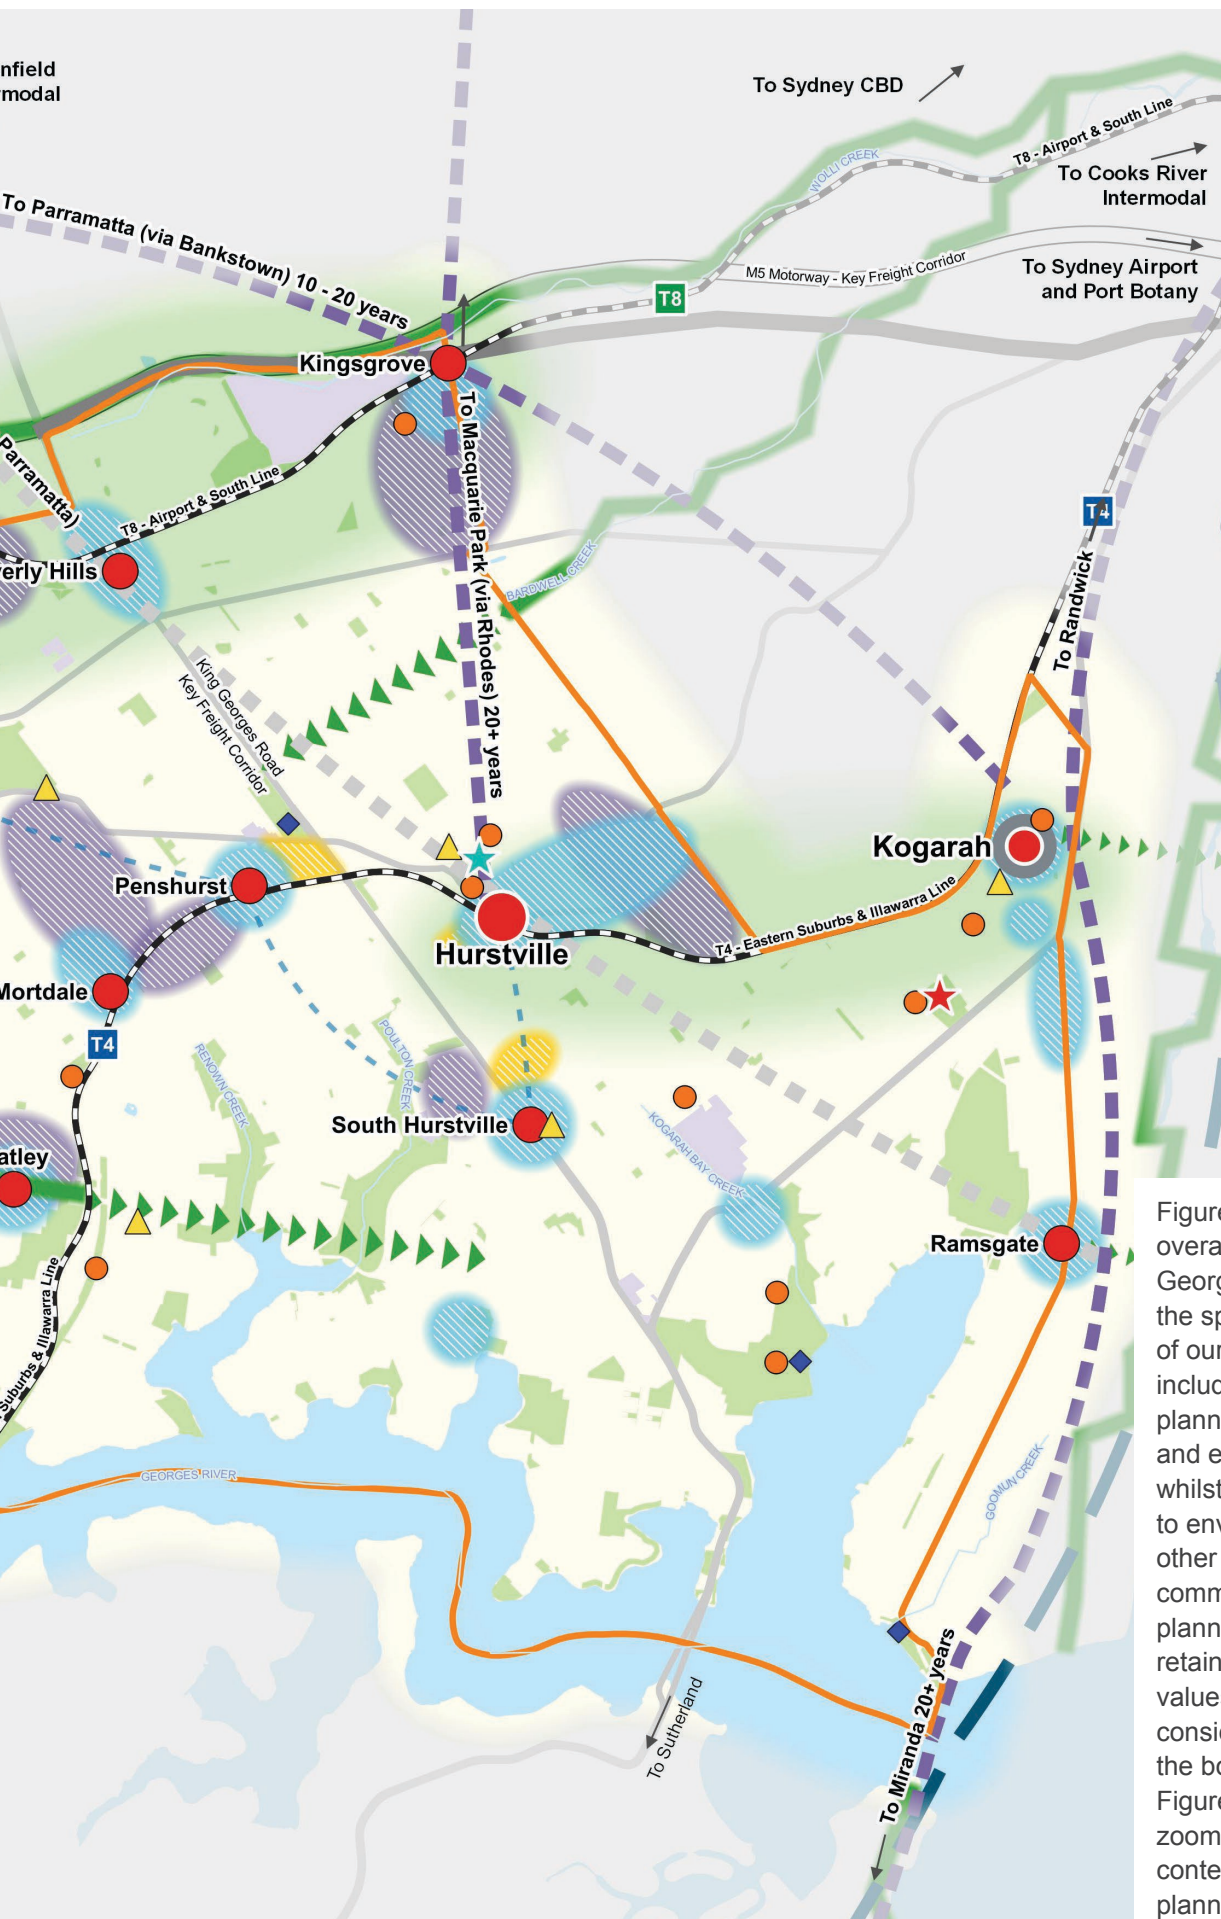 nfield
rmodal
To Sydney CBD
T8 - Airport & South Line
WOLLI CREEK
To Cooks River
Intermodal
To Parramatta (via Bankstown) 10 - 20 years
M5 Motorway - Key Freight Corridor
To Sydney Airport
and Port Botany
T8
Kingsgrove
To Macquarie Park (via Rhodes) 20+ years
Parramatta)
T8 - Airport & South Line
T4
erly Hills
BARDWELL CREEK
To Randwick
King Georges Road
Key Freight Corridor
Kogarah
Penshurst
T4 - Eastern Suburbs & Illawarra Line
Hurstville
Mortdale
T4
RENOWN CREEK
POULTON CREEK
South Hurstville
KOGARAH BAY CREEK
atley
Ramsgate
Suburbs & Illawarra Line
GEORGES RIVER
GOOMUN CREEK
To Sutherland
To Miranda 20+ years
Figure
overa
Georg
the sp
of our
includ
plann
and e
whilst
to env
other
comm
plann
retain
value
consid
the bo
Figure
zoom
conte
plann